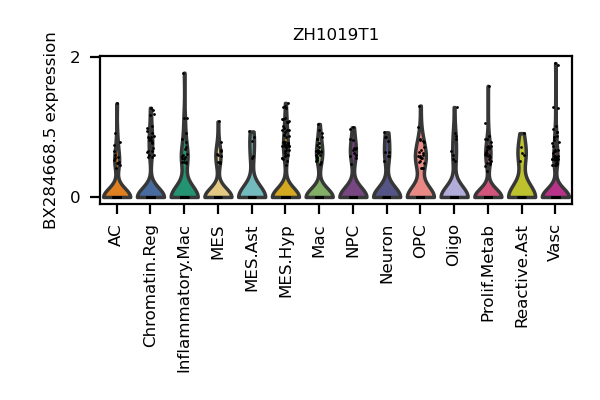 ZH1019T1
BX284668.5 expression
2
0
AC
Chromatin.Reg
Inflammatory.Mac
MES
MES.Ast
MES.Hyp
Mac
NPC
Neuron
OPC
Oligo
Prolif.Metab
Reactive.Ast
Vasc